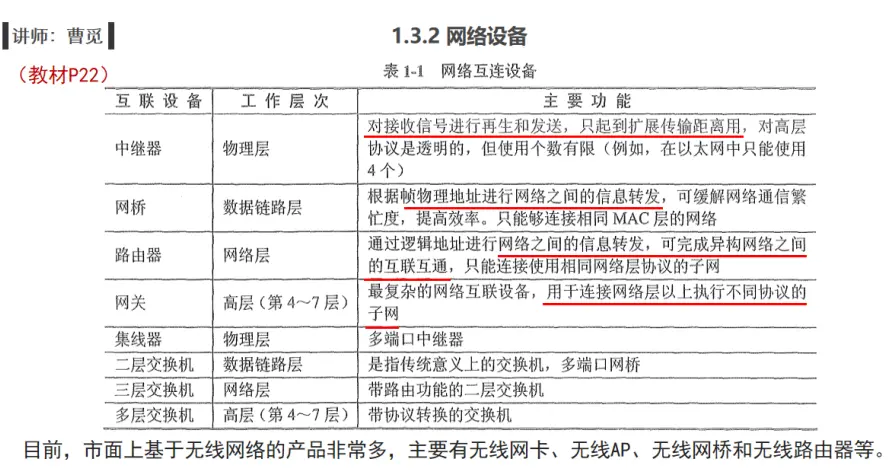 讲师：曹觅
1.3.2 网络设备
（教材P22）
表 1-1 网络互连设备
互联设备 工作层次 主要功能
中继器 物理层 对接收信号进行再生和发送，只起到扩展传输距离用，对高层
协议是透明的，但使用个数有限（例如，在以太网中只能使用
4 个）
网桥 数据链路层 根据帧物理地址进行网络之间的信息转发，可缓解网络通信繁
忙度，提高效率。只能够连接相同 MAC 层的网络
路由器 网络层 通过逻辑地址进行网络之间的信息转发，可完成异构网络之间
的互联互通，只能连接使用相同网络层协议的子网
网关 高层（第 4～7 层） 最复杂的网络互联设备，用于连接网络层以上执行不同协议的
子网
集线器 物理层 多端口中继器
二层交换机 数据链路层 是指传统意义上的交换机，多端口网桥
三层交换机 网络层 带路由功能的二层交换机
多层交换机 高层（第 4～7 层） 带协议转换的交换机
目前，市面上基于无线网络的产品非常多，主要有无线网卡、无线AP、无线网桥和无线路由器等。